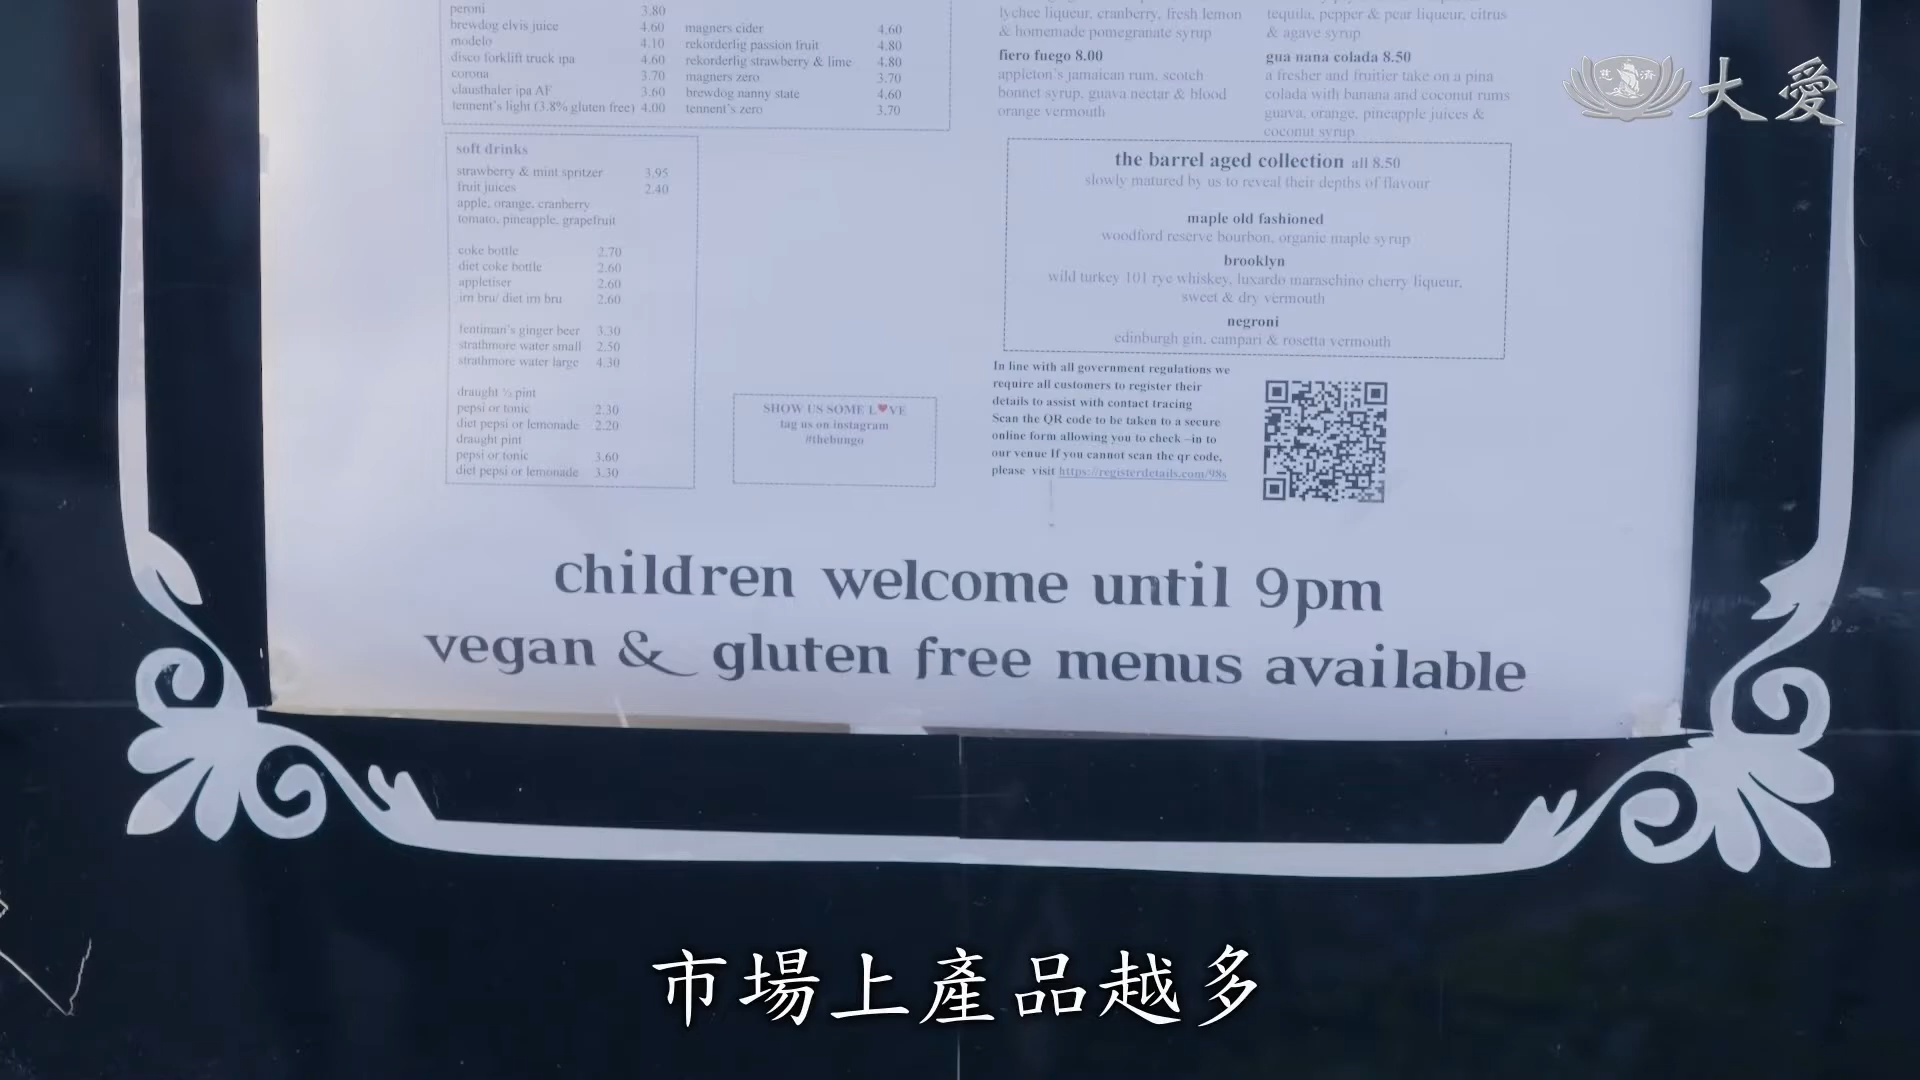 peroni 3.80
brewdog elvis juice 4.60
modelo 4.10
disco forklift truck ipa 4.60
corona 3.70
clausthaler ipa AF 3.60
tennent's light (3.8% gluten free) 4.00
magners cider 4.60
rekorderlig passion fruit 4.80
rekorderlig strawberry & lime 4.80
magners zero 3.70
brewdog nanny state 4.60
tennent's zero 3.70
soft drinks
strawberry & mint spritzer 3.95
fruit juices 2.40
apple, orange, cranberry
tomato, pineapple, grapefruit
coke bottle 2.70
diet coke bottle 2.60
appletiser 2.60
irn bru/ diet irn bru 2.60
fentiman's ginger beer 3.30
strathmore water small 2.50
strathmore water large 4.30
draught ½ pint
pepsi or tonic 2.30
diet pepsi or lemonade 2.20
draught pint
pepsi or tonic 3.60
diet pepsi or lemonade 3.30
SHOW US SOME L♥VE
tag us on instagram
#thebungo
lychee liqueur, cranberry, fresh lemon
& homemade pomegranate syrup
fiero fuego 8.00
appleton's jamaican rum, scotch
bonnet syrup, guava nectar & blood
orange vermouth
tequila, pepper & pear liqueur, citrus
& agave syrup
gua nana colada 8.50
a fresher and fruitier take on a pina
colada with banana and coconut rums
guava, orange, pineapple juices &
coconut syrup
the barrel aged collection all 8.50
slowly matured by us to reveal their depths of flavour
maple old fashioned
woodford reserve bourbon, organic maple syrup
brooklyn
wild turkey 101 rye whiskey, luxardo maraschino cherry liqueur,
sweet & dry vermouth
negroni
edinburgh gin, campari & rosetta vermouth
In line with all government regulations we
require all customers to register their
details to assist with contact tracing
Scan the QR code to be taken to a secure
online form allowing you to check –in to
our venue If you cannot scan the qr code,
please visit https://registerdetails.com/98s
children welcome until 9pm
vegan & gluten free menus available
慈濟
大愛
市場上產品越多